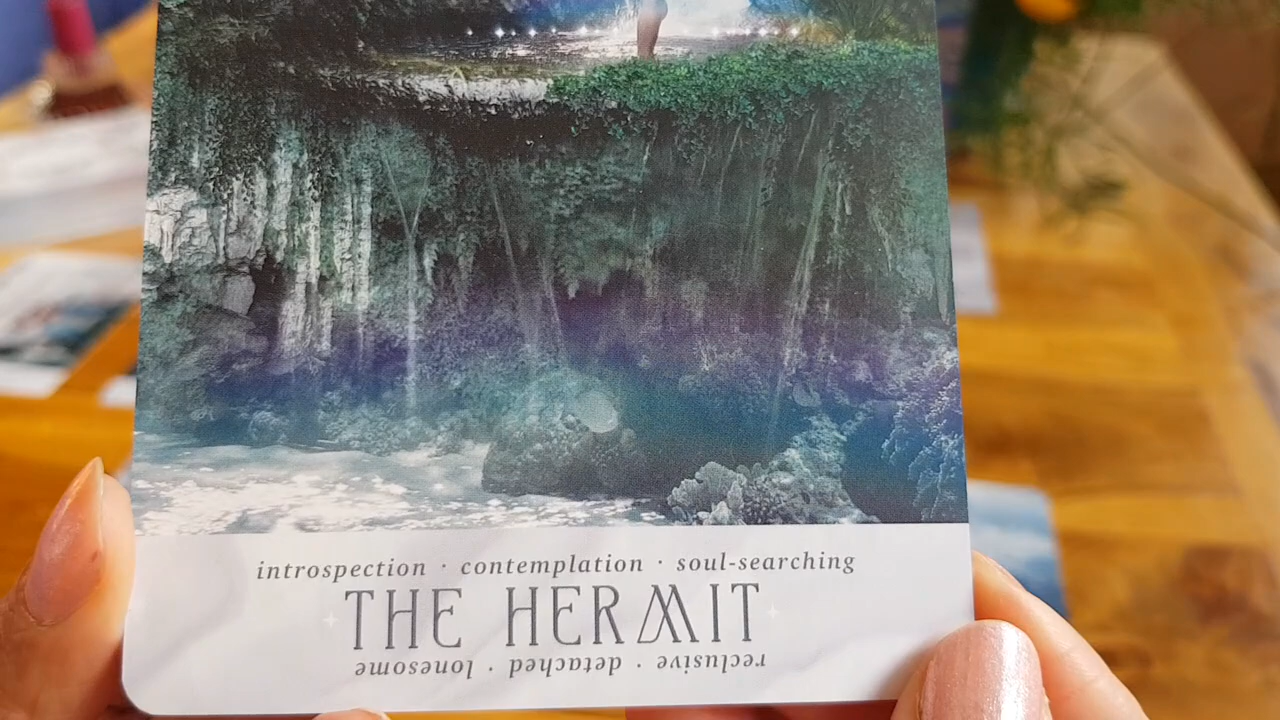 introspection · contemplation · soul-searching
THE HERMIT
reclusive · detached · lonesome